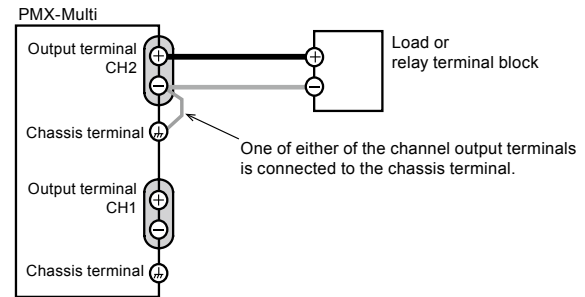 PMX-Multi
Output terminal
CH2
+
−
Chassis terminal
Output terminal
CH1
+
−
Chassis terminal
+
−
Load or
relay terminal block
One of either of the channel output terminals
is connected to the chassis terminal.